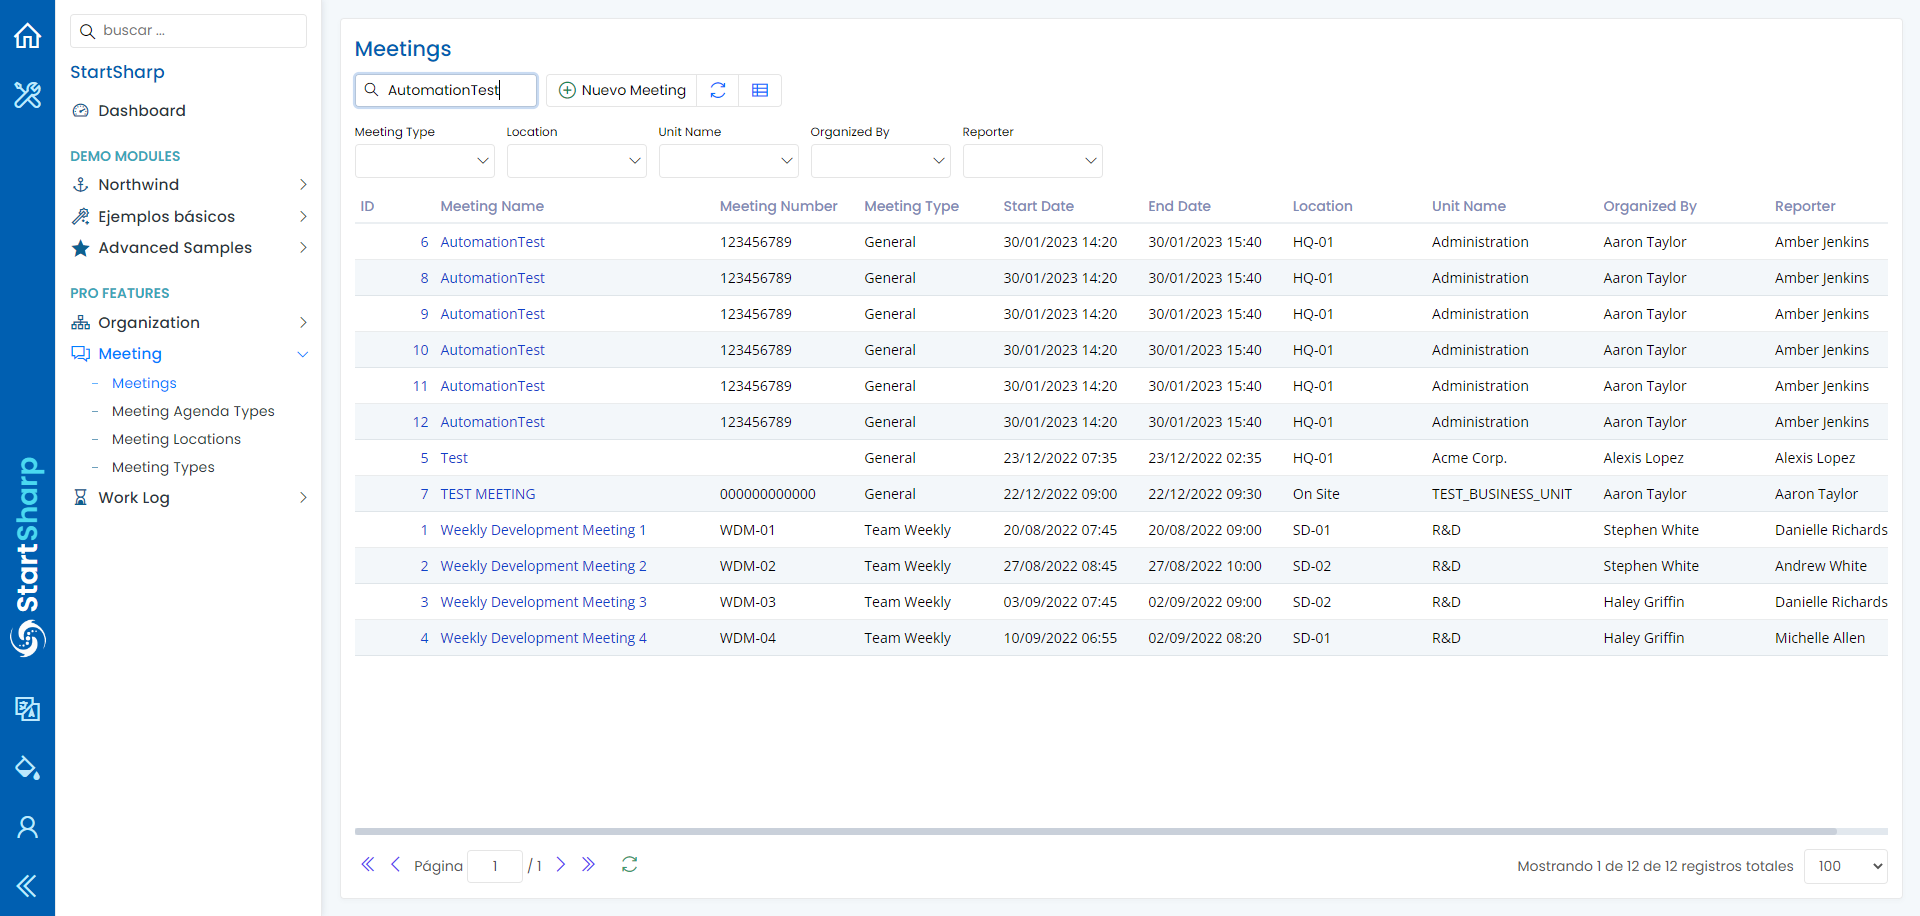 buscar ...
StartSharp
Dashboard
DEMO MODULES
Northwind
Ejemplos básicos
Advanced Samples
PRO FEATURES
Organization
Meeting
- Meetings
- Meeting Agenda Types
- Meeting Locations
- Meeting Types
Work Log
StartSharp
Meetings
AutomationTest Nuevo Meeting
Meeting Type Location Unit Name Organized By Reporter
ID Meeting Name Meeting Number Meeting Type Start Date End Date Location Unit Name Organized By Reporter
6 AutomationTest 123456789 General 30/01/2023 14:20 30/01/2023 15:40 HQ-01 Administration Aaron Taylor Amber Jenkins
8 AutomationTest 123456789 General 30/01/2023 14:20 30/01/2023 15:40 HQ-01 Administration Aaron Taylor Amber Jenkins
9 AutomationTest 123456789 General 30/01/2023 14:20 30/01/2023 15:40 HQ-01 Administration Aaron Taylor Amber Jenkins
10 AutomationTest 123456789 General 30/01/2023 14:20 30/01/2023 15:40 HQ-01 Administration Aaron Taylor Amber Jenkins
11 AutomationTest 123456789 General 30/01/2023 14:20 30/01/2023 15:40 HQ-01 Administration Aaron Taylor Amber Jenkins
12 AutomationTest 123456789 General 30/01/2023 14:20 30/01/2023 15:40 HQ-01 Administration Aaron Taylor Amber Jenkins
5 Test General 23/12/2022 07:35 23/12/2022 02:35 HQ-01 Acme Corp. Alexis Lopez Alexis Lopez
7 TEST MEETING 000000000000 General 22/12/2022 09:00 22/12/2022 09:30 On Site TEST_BUSINESS_UNIT Aaron Taylor Aaron Taylor
1 Weekly Development Meeting 1 WDM-01 Team Weekly 20/08/2022 07:45 20/08/2022 09:00 SD-01 R&D Stephen White Danielle Richards
2 Weekly Development Meeting 2 WDM-02 Team Weekly 27/08/2022 08:45 27/08/2022 10:00 SD-02 R&D Stephen White Andrew White
3 Weekly Development Meeting 3 WDM-03 Team Weekly 03/09/2022 07:45 02/09/2022 09:00 SD-02 R&D Haley Griffin Danielle Richards
4 Weekly Development Meeting 4 WDM-04 Team Weekly 10/09/2022 06:55 02/09/2022 08:20 SD-01 R&D Haley Griffin Michelle Allen
Página 1 / 1 Mostrando 1 de 12 de 12 registros totales 100